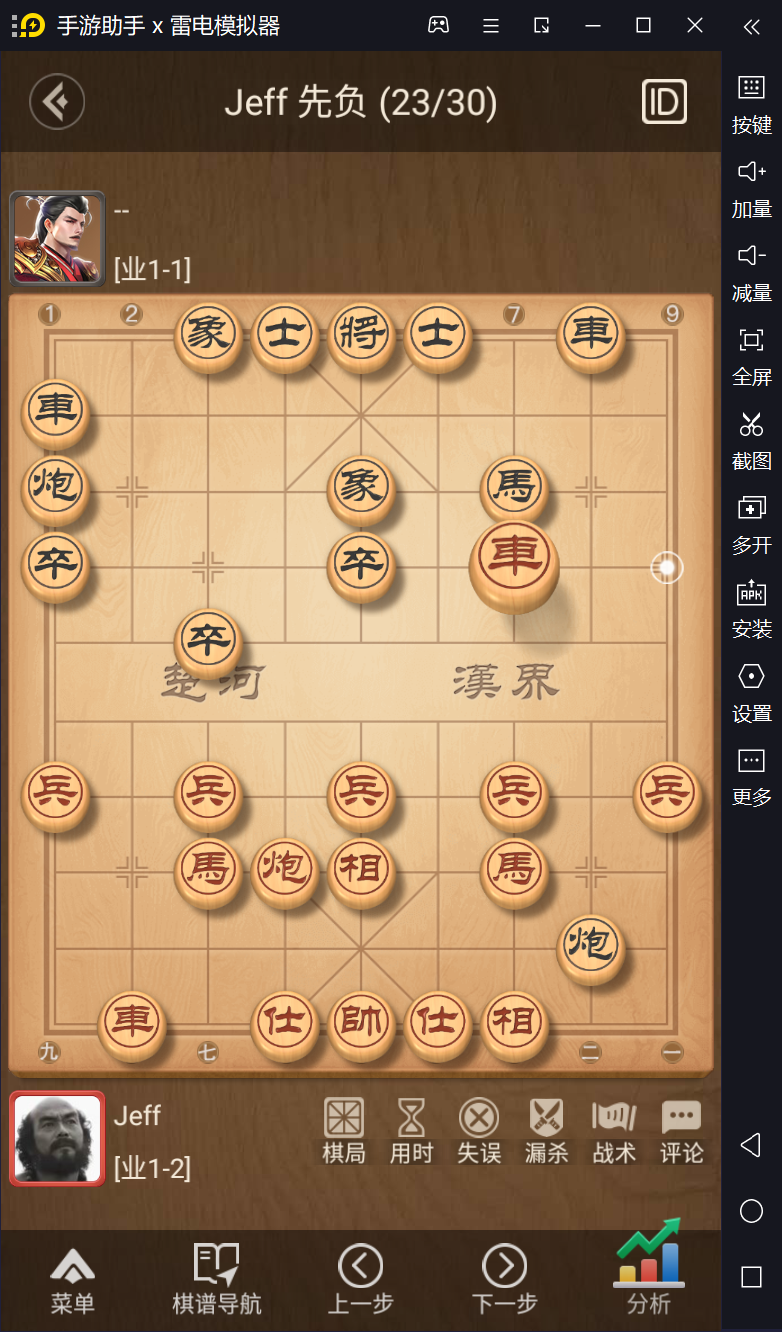 手游助手 x 雷电模拟器
Jeff 先负 (23/30)
ID
--
[业1-1]
1 2 7 9
象 士 將 士 車
車
炮 象 馬
卒 卒 車
卒
楚河 漢界
兵 兵 兵 兵 兵
馬 炮 相 馬
炮
車 仕 帥 仕 相
九 七 二 一
Jeff
[业1-2]
棋局 用时 失误 漏杀 战术 评论
菜单 棋谱导航 上一步 下一步 分析
按键
加量
减量
全屏
截图
多开
APK
安装
设置
更多